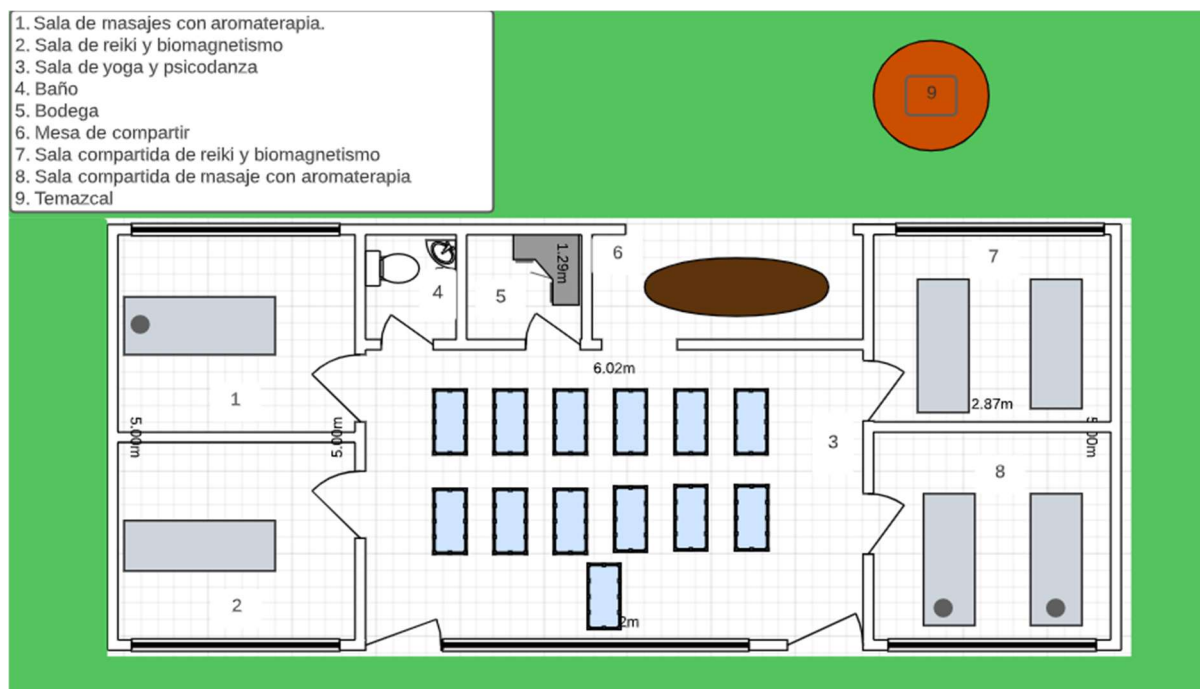 1. Sala de masajes con aromaterapia.
2. Sala de reiki y biomagnetismo
3. Sala de yoga y psicodanza
4. Baño
5. Bodega
6. Mesa de compartir
7. Sala compartida de reiki y biomagnetismo
8. Sala compartida de masaje con aromaterapia
9. Temazcal
9
6
7
1.29m
4
5
6.02m
1
2.87m
5.00m
5.00m
3
8
2
2m